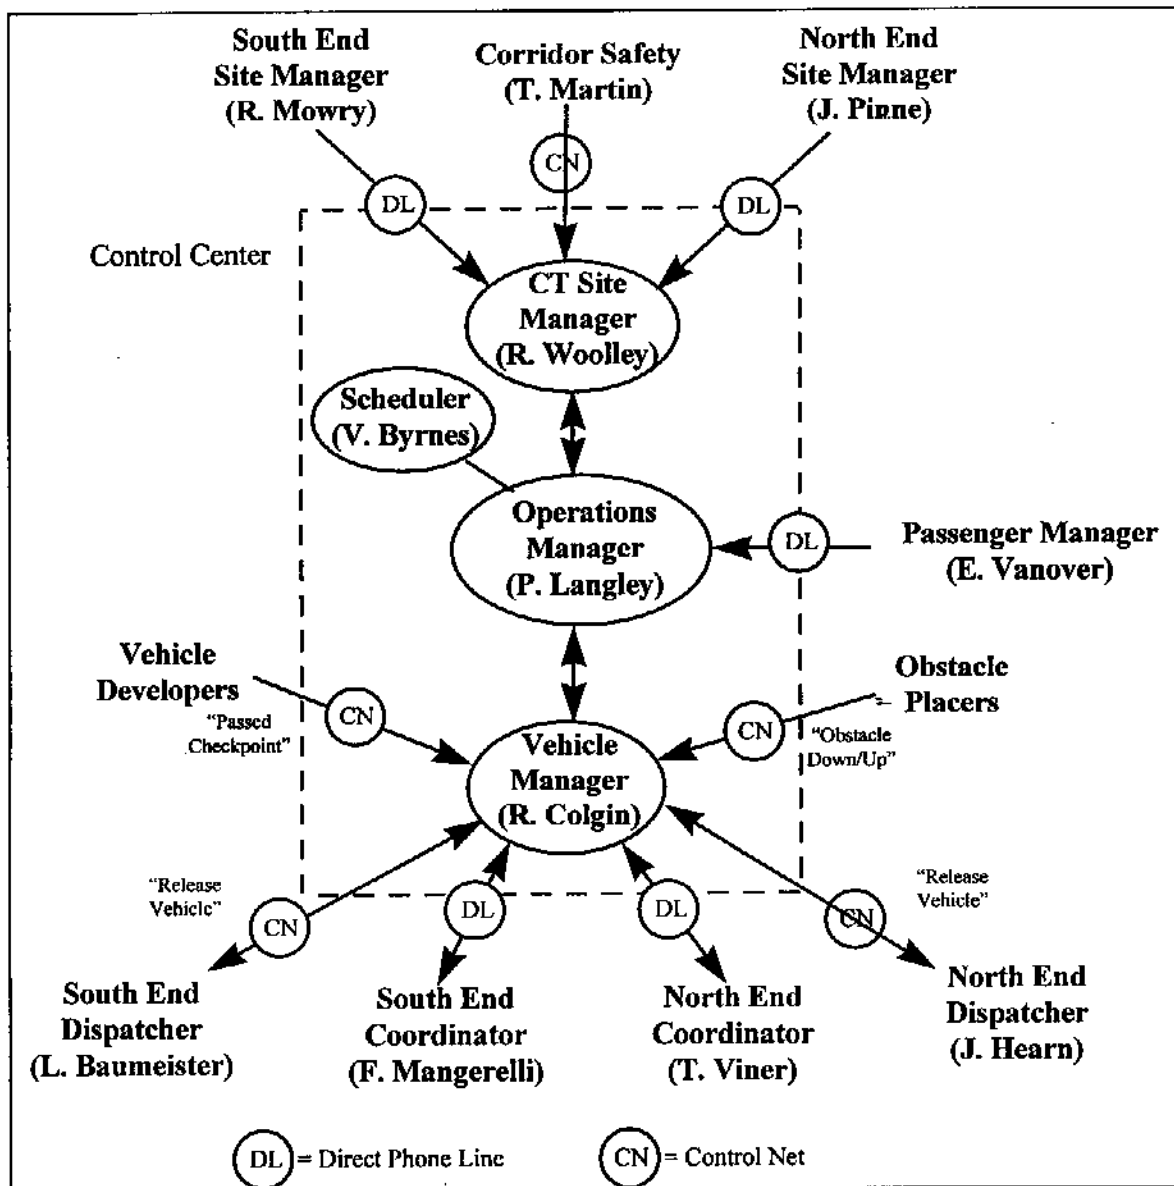 South End
Site Manager
(R. Mowry)
Corridor Safety
(T. Martin)
North End
Site Manager
(J. Pinne)
CN
DL
DL
Control Center
CT Site
Manager
(R. Woolley)
Scheduler
(V. Byrnes)
Operations
Manager
(P. Langley)
DL
Passenger Manager
(E. Vanover)
Vehicle
Developers
"Passed
Checkpoint"
CN
Obstacle
Placers
CN
"Obstacle
Down/Up"
Vehicle
Manager
(R. Colgin)
"Release
Vehicle"
CN
DL
DL
"Release
Vehicle"
CN
South End
Dispatcher
(L. Baumeister)
South End
Coordinator
(F. Mangerelli)
North End
Coordinator
(T. Viner)
North End
Dispatcher
(J. Hearn)
DL = Direct Phone Line
CN = Control Net